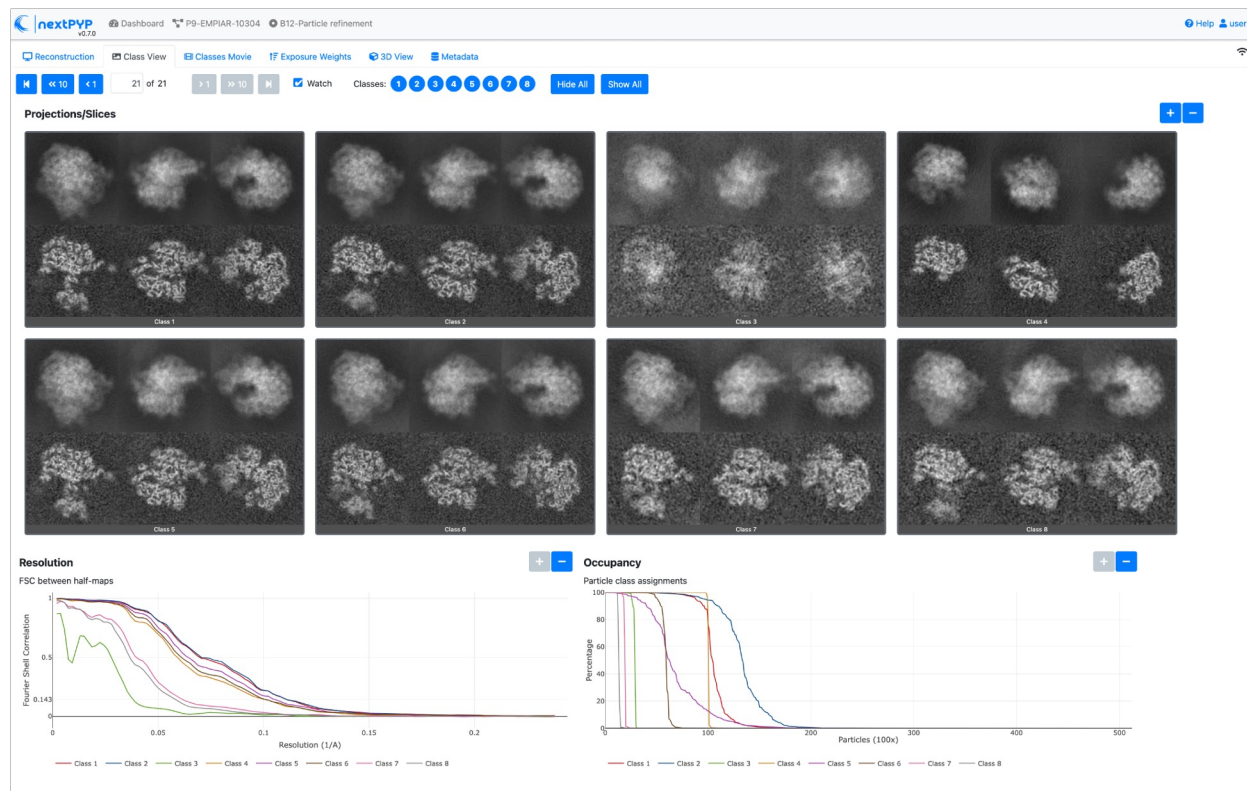 nextPYP v0.7.0 Dashboard P9-EMPIAR-10304 B12-Particle refinement Help user
Reconstruction Class View Classes Movie Exposure Weights 3D View Metadata
10 1 21 of 21 1 10 Watch Classes: 1 2 3 4 5 6 7 8 Hide All Show All
Projections/Slices + −
Class 1 Class 2 Class 3 Class 4
Class 5 Class 6 Class 7 Class 8
Resolution + −
FSC between half-maps
Fourier Shell Correlation
1
0.5
0.143
0
0 0.05 0.1 0.15 0.2
Resolution (1/A)
Class 1 Class 2 Class 3 Class 4 Class 5 Class 6 Class 7 Class 8
Occupancy + −
Particle class assignments
Percentage
100
80
60
40
20
0
0 100 200 300 400 500
Particles (100x)
Class 1 Class 2 Class 3 Class 4 Class 5 Class 6 Class 7 Class 8